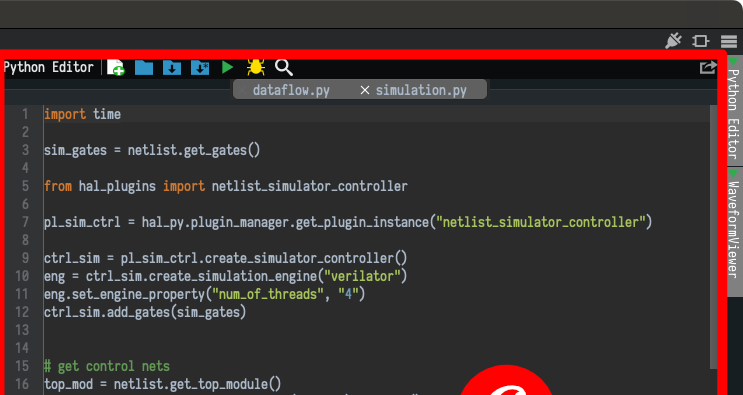 Python Editor
dataflow.py
simulation.py
Python Editor
WaveformViewer
1 import time
2
3 sim_gates = netlist.get_gates()
4
5 from hal_plugins import netlist_simulator_controller
6
7 pl_sim_ctrl = hal_py.plugin_manager.get_plugin_instance("netlist_simulator_controller")
8
9 ctrl_sim = pl_sim_ctrl.create_simulator_controller()
10 eng = ctrl_sim.create_simulation_engine("verilator")
11 eng.set_engine_property("num_of_threads", "4")
12 ctrl_sim.add_gates(sim_gates)
13
14
15 # get control nets
16 top_mod = netlist.get_top_module()